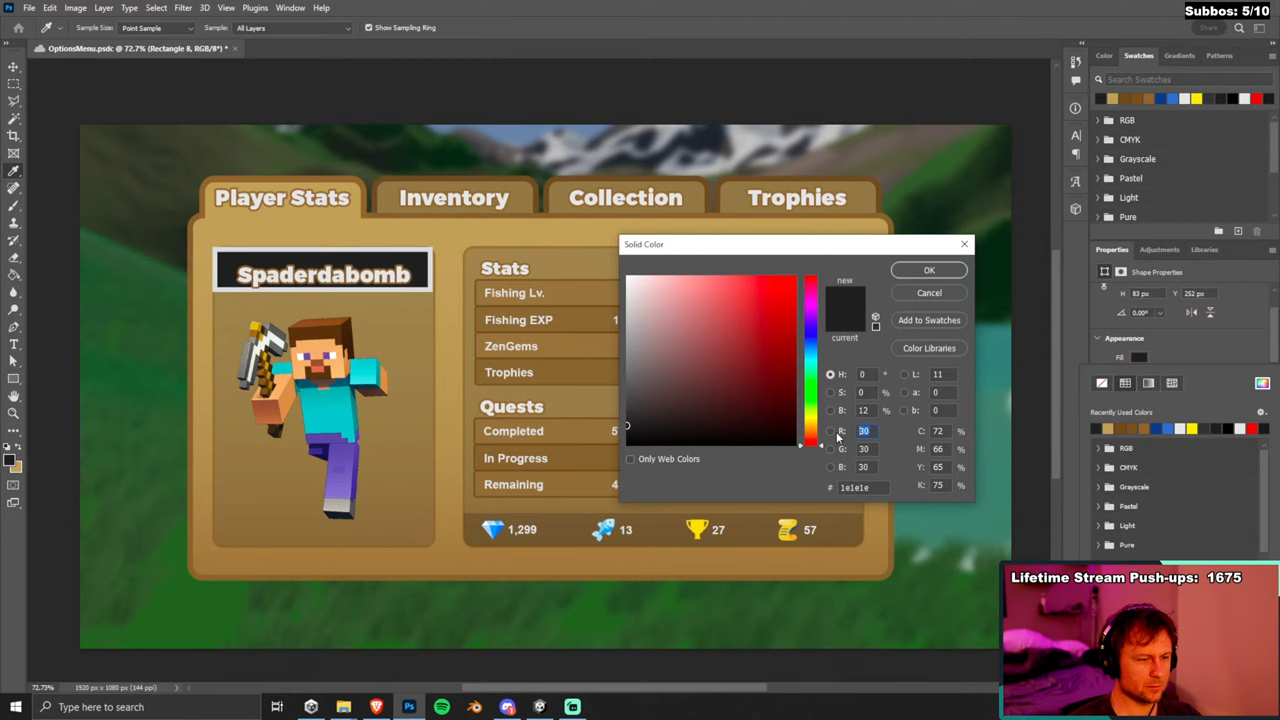 File Edit Image Layer Type Select Filter 3D View Plugins Window Help
Subbos: 5/10
Sample Size: Point Sample Sample: All Layers Show Sampling Ring
Share
OptionsMenu.psdc @ 72.7% (Rectangle 8, RGB/8*) *
Color Swatches Gradients Patterns
Search Swatches
RGB
CMYK
Grayscale
Pastel
Light
Pure
Player Stats Inventory Collection Trophies
Spaderdabomb
Stats
Fishing Lv.
Fishing EXP 1
ZenGems
Trophies
Quests
Completed 5
In Progress
Remaining 4
1,299 13 27 57
Solid Color
new
current
OK
Cancel
Add to Swatches
Color Libraries
H: 0 ° L: 11
S: 0 % a: 0
B: 12 % b: 0
R: 30 C: 72 %
G: 30 M: 66 %
B: 30 Y: 65 %
# 1e1e1e K: 75 %
Only Web Colors
Properties Adjustments Libraries
Shape Properties
H 83 px Y 252 px
0.00°
Appearance
Fill
Recently Used Colors
RGB
CMYK
Grayscale
Pastel
Light
Pure
Lifetime Stream Push-ups: 1675
72.73% 1920 px x 1080 px (144 ppi)
Type here to search